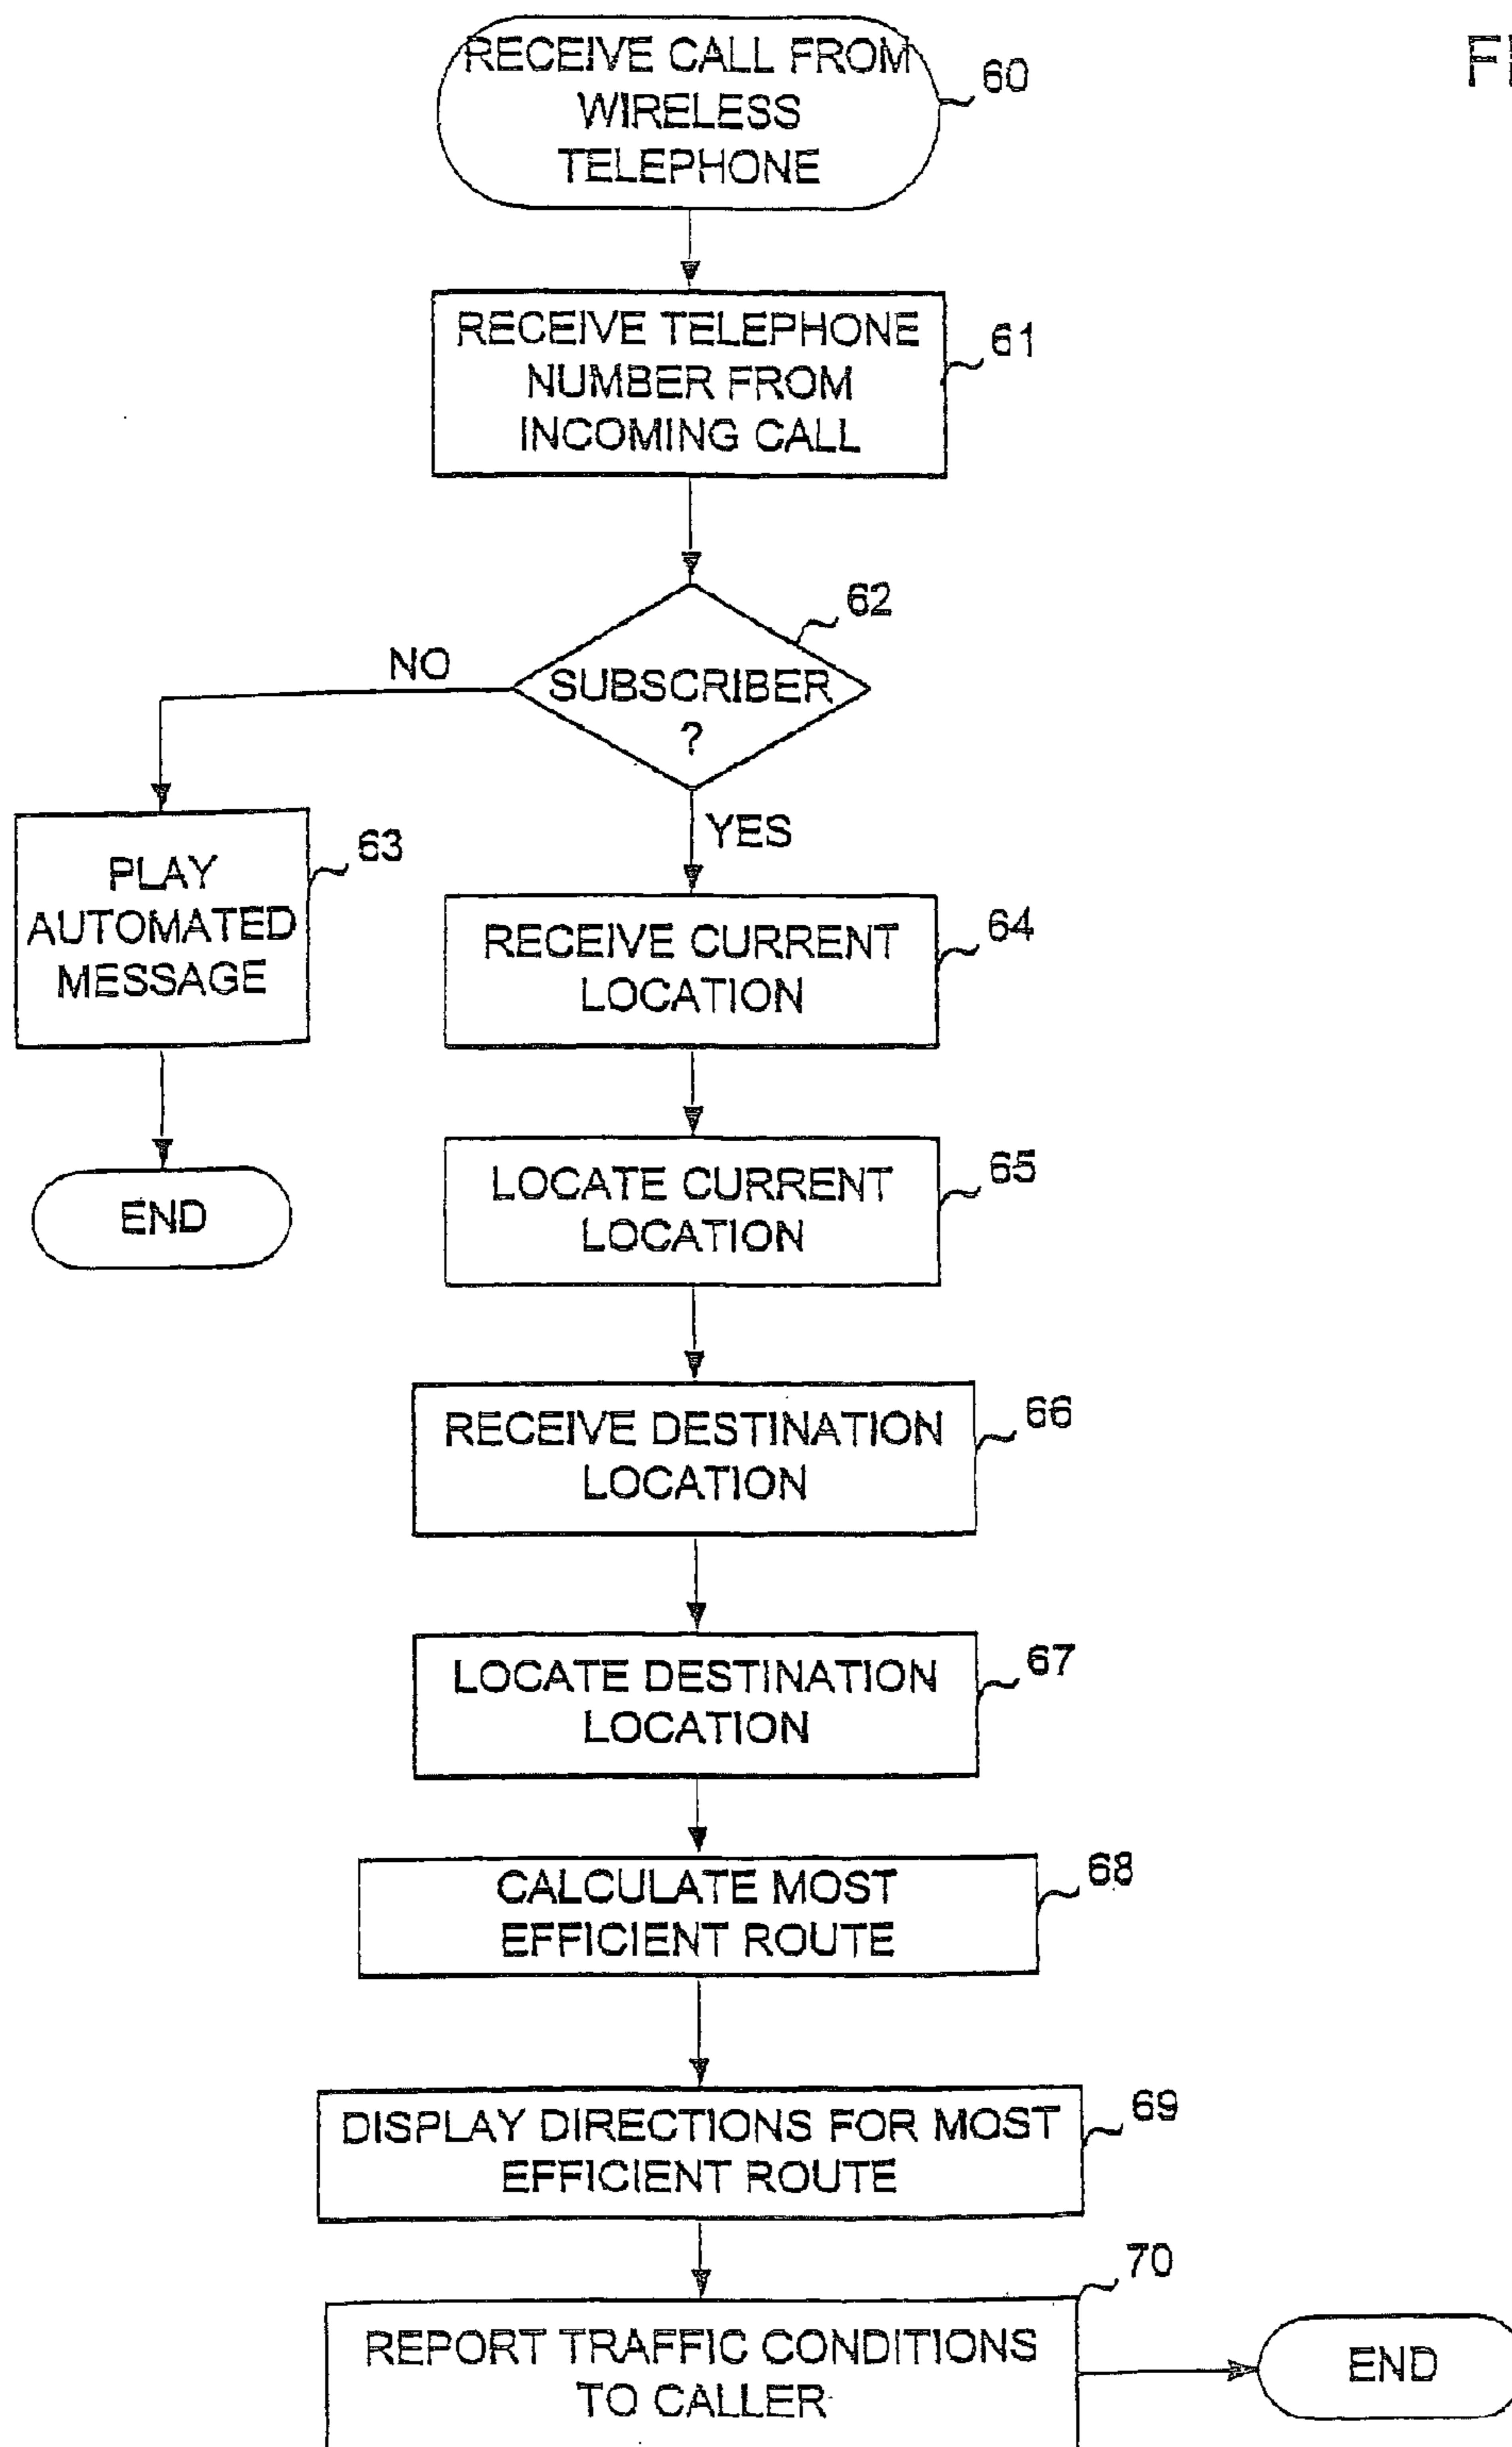 RECEIVE CALL FROM
WIRELESS
TELEPHONE
60
RECEIVE TELEPHONE
NUMBER FROM
INCOMING CALL
61
SUBSCRIBER
?
62
NO
YES
PLAY
AUTOMATED
MESSAGE
63
END
RECEIVE CURRENT
LOCATION
64
LOCATE CURRENT
LOCATION
65
RECEIVE DESTINATION
LOCATION
66
LOCATE DESTINATION
LOCATION
67
CALCULATE MOST
EFFICIENT ROUTE
68
DISPLAY DIRECTIONS FOR MOST
EFFICIENT ROUTE
69
REPORT TRAFFIC CONDITIONS
TO CALLER
70
END